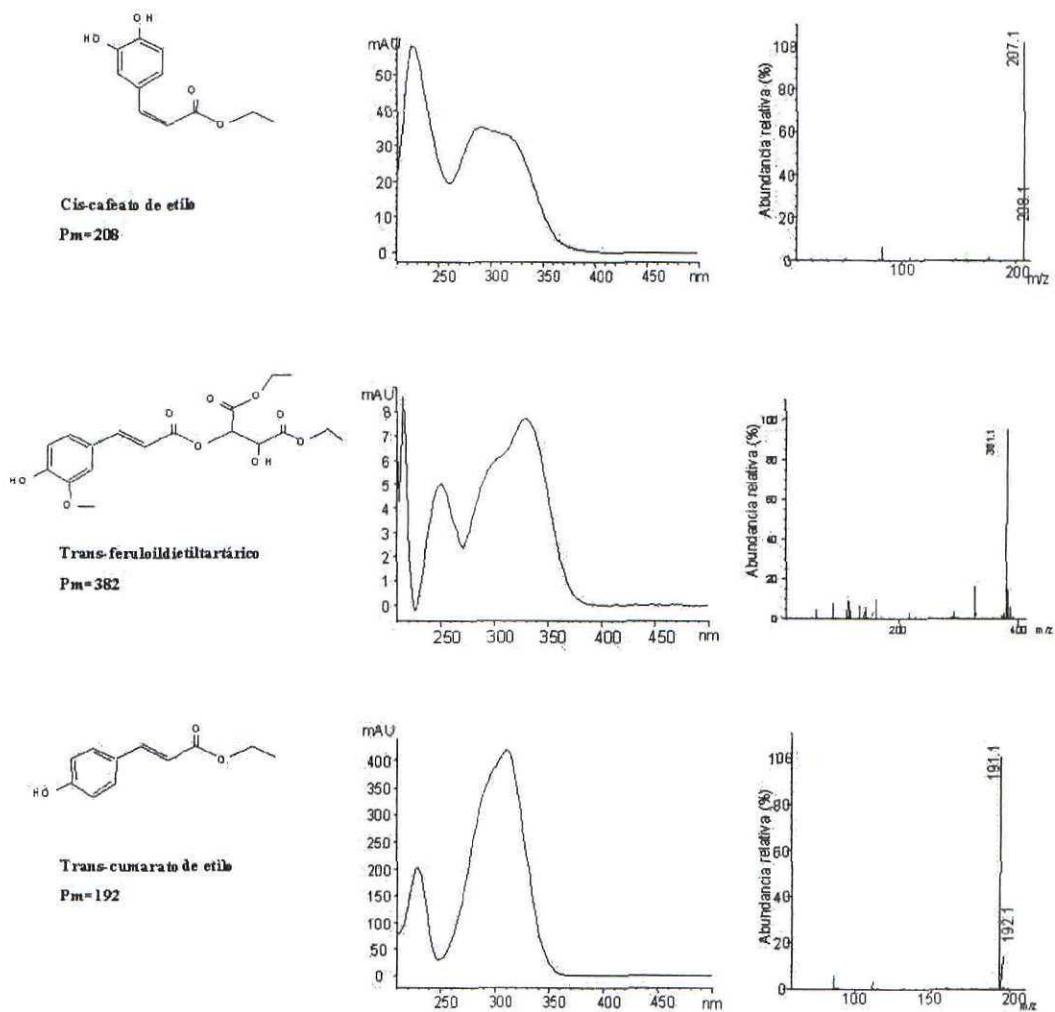 OH
HO
O
O
Cis-cafeato de etilo
Pm=208
mAU
50
40
30
20
10
0
250 300 350 400 450 nm
Abundancia relativa (%)
108
80
60
40
20
0
100 200 m/z
207.1
208.1
O
O
O
O
O
O
OH
HO
O
Trans-feruloildietiltartárico
Pm=382
mAU
8
7
6
5
4
3
2
1
0
250 300 350 400 450 nm
Abundancia relativa (%)
100
80
60
40
20
0
200 400 m/z
381.1
O
O
HO
Trans-cumarato de etilo
Pm=192
mAU
400
350
300
250
200
150
100
50
0
250 300 350 400 450 nm
Abundancia relativa (%)
106
80
60
40
20
0
100 150 200 m/z
191.1
192.1